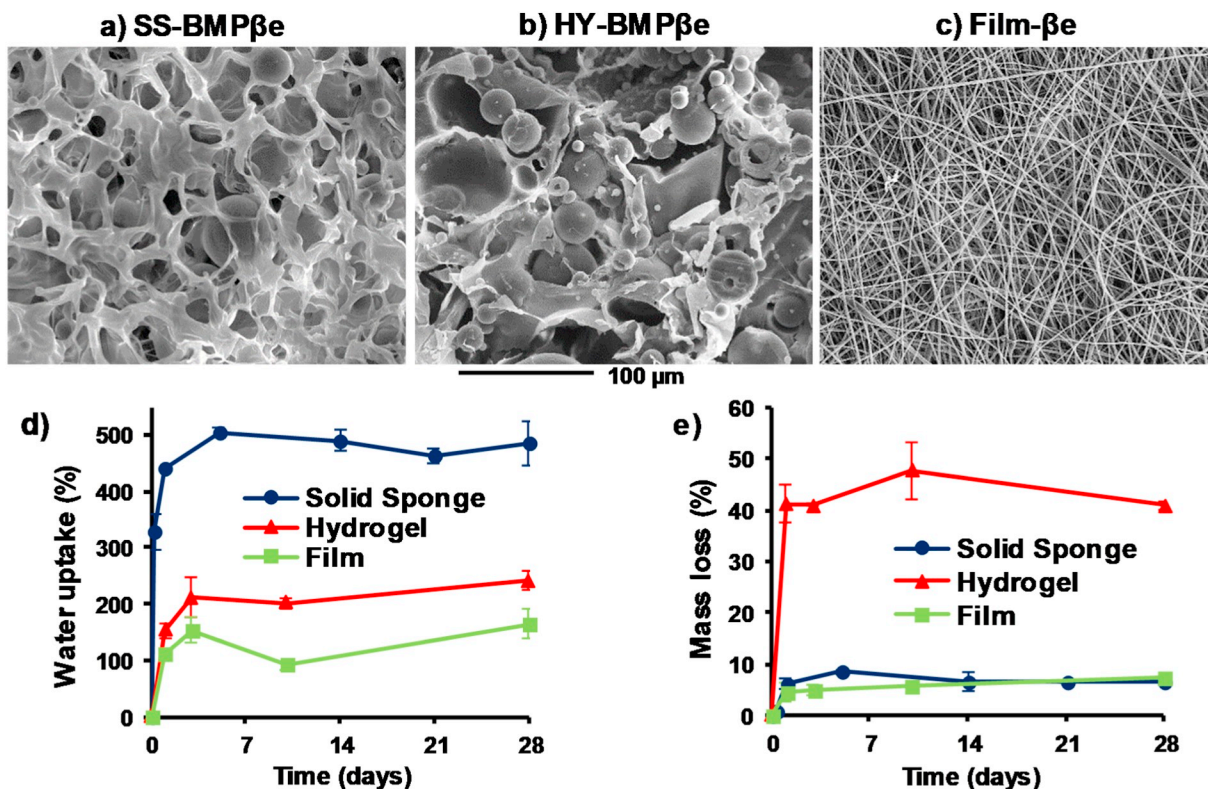 a) SS-BMPβe
b) HY-BMPβe
c) Film-βe
100 µm
d)
Water uptake (%)
500
400
300
200
100
0
0
7
14
21
28
Time (days)
Solid Sponge
Hydrogel
Film
e)
Mass loss (%)
60
50
40
30
20
10
0
0
7
14
21
28
Time (days)
Solid Sponge
Hydrogel
Film